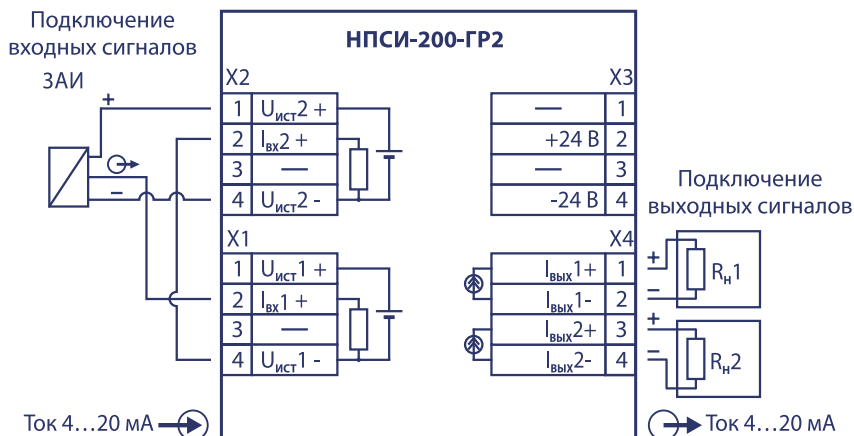 Подключение
входных сигналов
ЗАИ
НПСИ-200-ГР2
X2
1 Uист2 +
2 Iвх2 +
3 —
4 Uист2 -
+
−
X1
1 Uист1 +
2 Iвх1 +
3 —
4 Uист1 -
X3
— 1
+24 В 2
— 3
-24 В 4
Подключение
выходных сигналов
X4
Iвых1+ 1
Iвых1- 2
Iвых2+ 3
Iвых2- 4
+
−
Rн1
+
−
Rн2
Ток 4...20 мА
Ток 4...20 мА